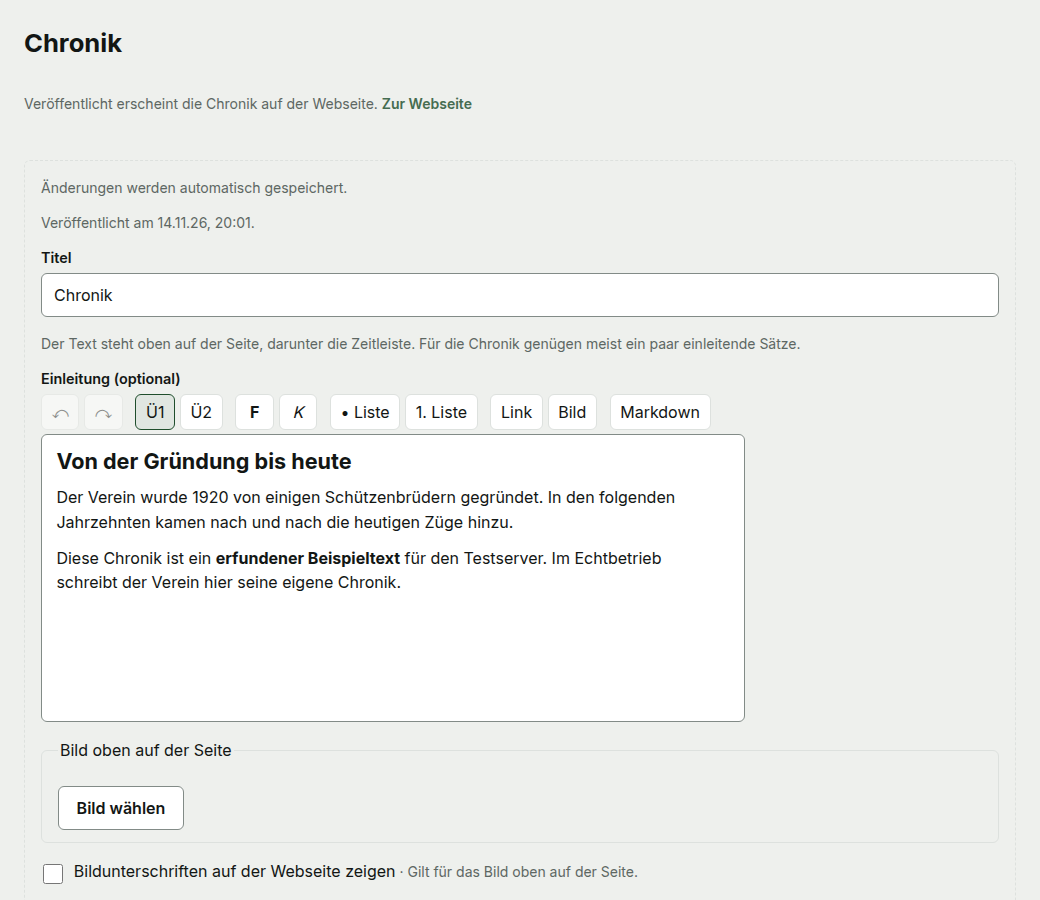 Chronik
Veröffentlicht erscheint die Chronik auf der Webseite. Zur Webseite
Änderungen werden automatisch gespeichert.
Veröffentlicht am 14.11.26, 20:01.
Titel
Chronik
Der Text steht oben auf der Seite, darunter die Zeitleiste. Für die Chronik genügen meist ein paar einleitende Sätze.
Einleitung (optional)
Ü1 Ü2 F K • Liste 1. Liste Link Bild Markdown
Von der Gründung bis heute
Der Verein wurde 1920 von einigen Schützenbrüdern gegründet. In den folgenden
Jahrzehnten kamen nach und nach die heutigen Züge hinzu.
Diese Chronik ist ein erfundener Beispieltext für den Testserver. Im Echtbetrieb
schreibt der Verein hier seine eigene Chronik.
Bild oben auf der Seite
Bild wählen
Bildunterschriften auf der Webseite zeigen · Gilt für das Bild oben auf der Seite.